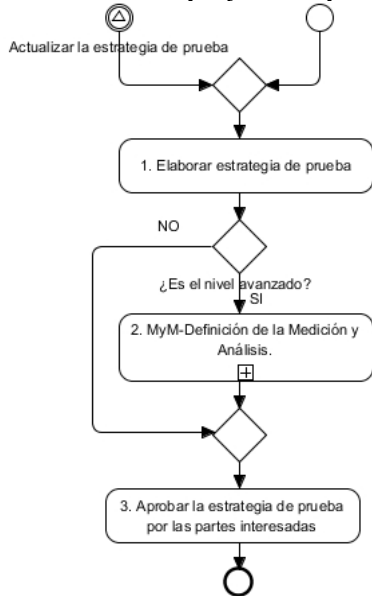 Actualizar la estrategia de prueba
1. Elaborar estrategia de prueba
NO
¿Es el nivel avanzado?
SI
2. MyM-Definición de la Medición y
Análisis.
3. Aprobar la estrategia de prueba
por las partes interesadas